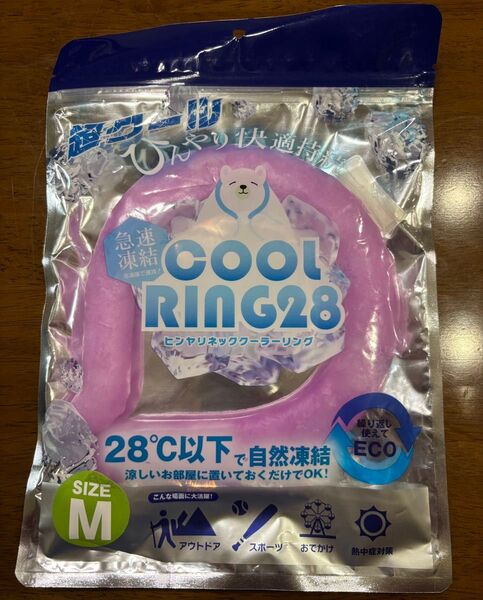 超クール
ひんやり快適持続
急速
凍結
COOL
RING28
ヒンヤリネッククーラーリング
繰り返し
使えて
ECO
28℃以下で自然凍結
涼しいお部屋に置いておくだけでOK!
SIZE
M
こんな場面に大活躍!
アウトドア
スポーツ
おでかけ
熱中症対策